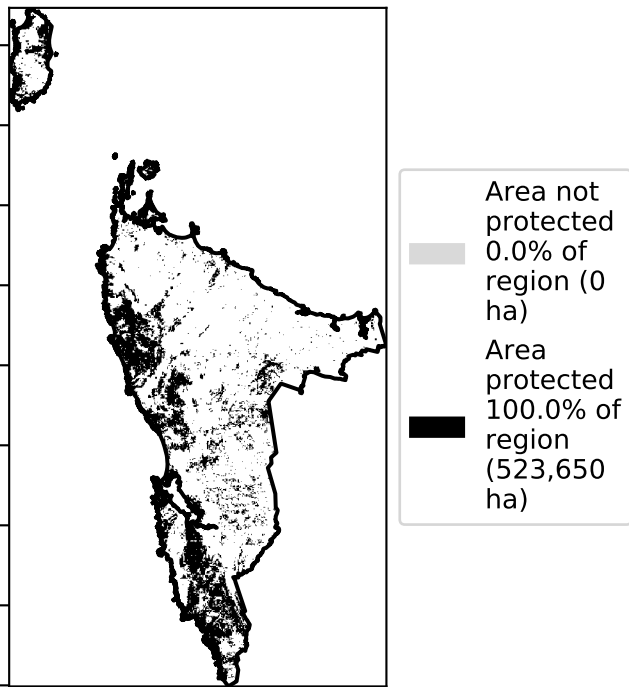 Area not
protected
0.0% of
region (0
ha)
Area
protected
100.0% of
region
(523,650
ha)